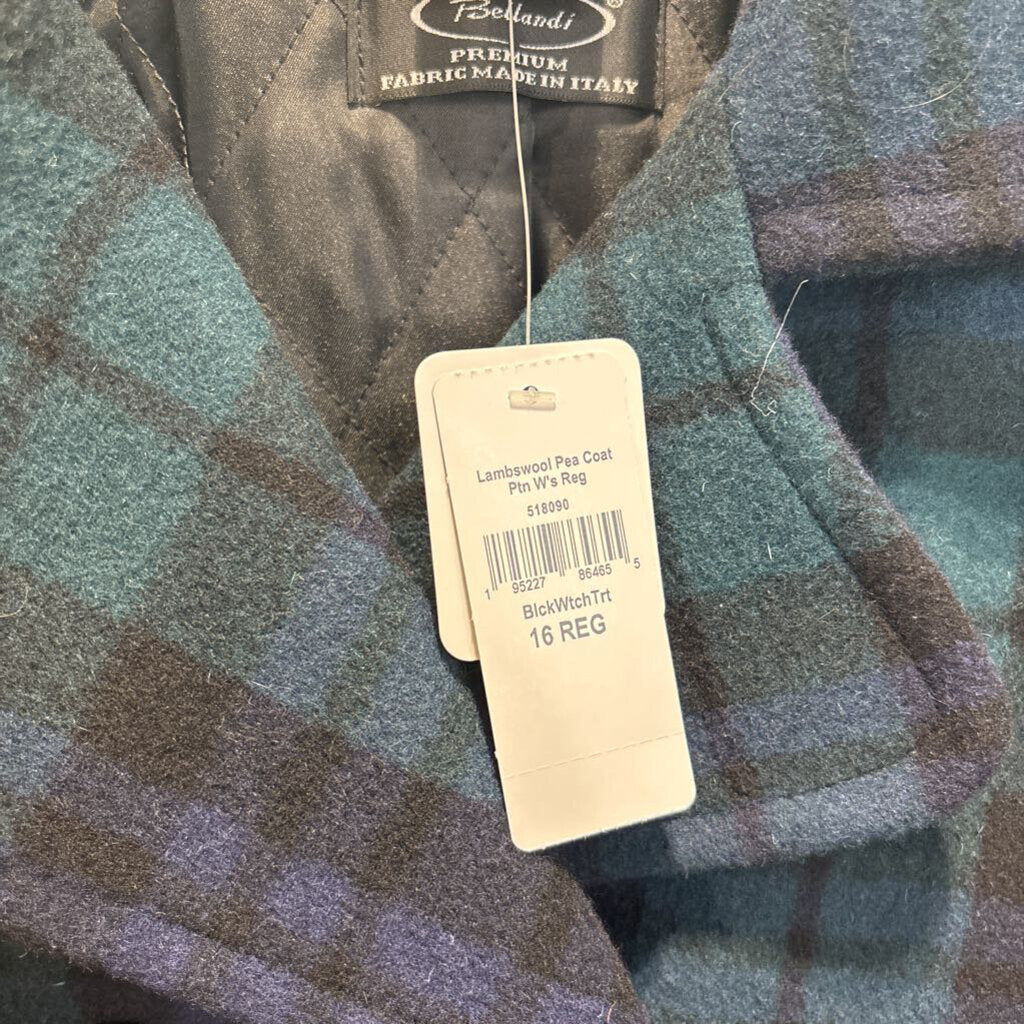 Bellandi ®
PREMIUM
FABRIC MADE IN ITALY
Lambswool Pea Coat
Ptn W's Reg
518090
1 95227 86465 5
BlckWtchTrt
16 REG